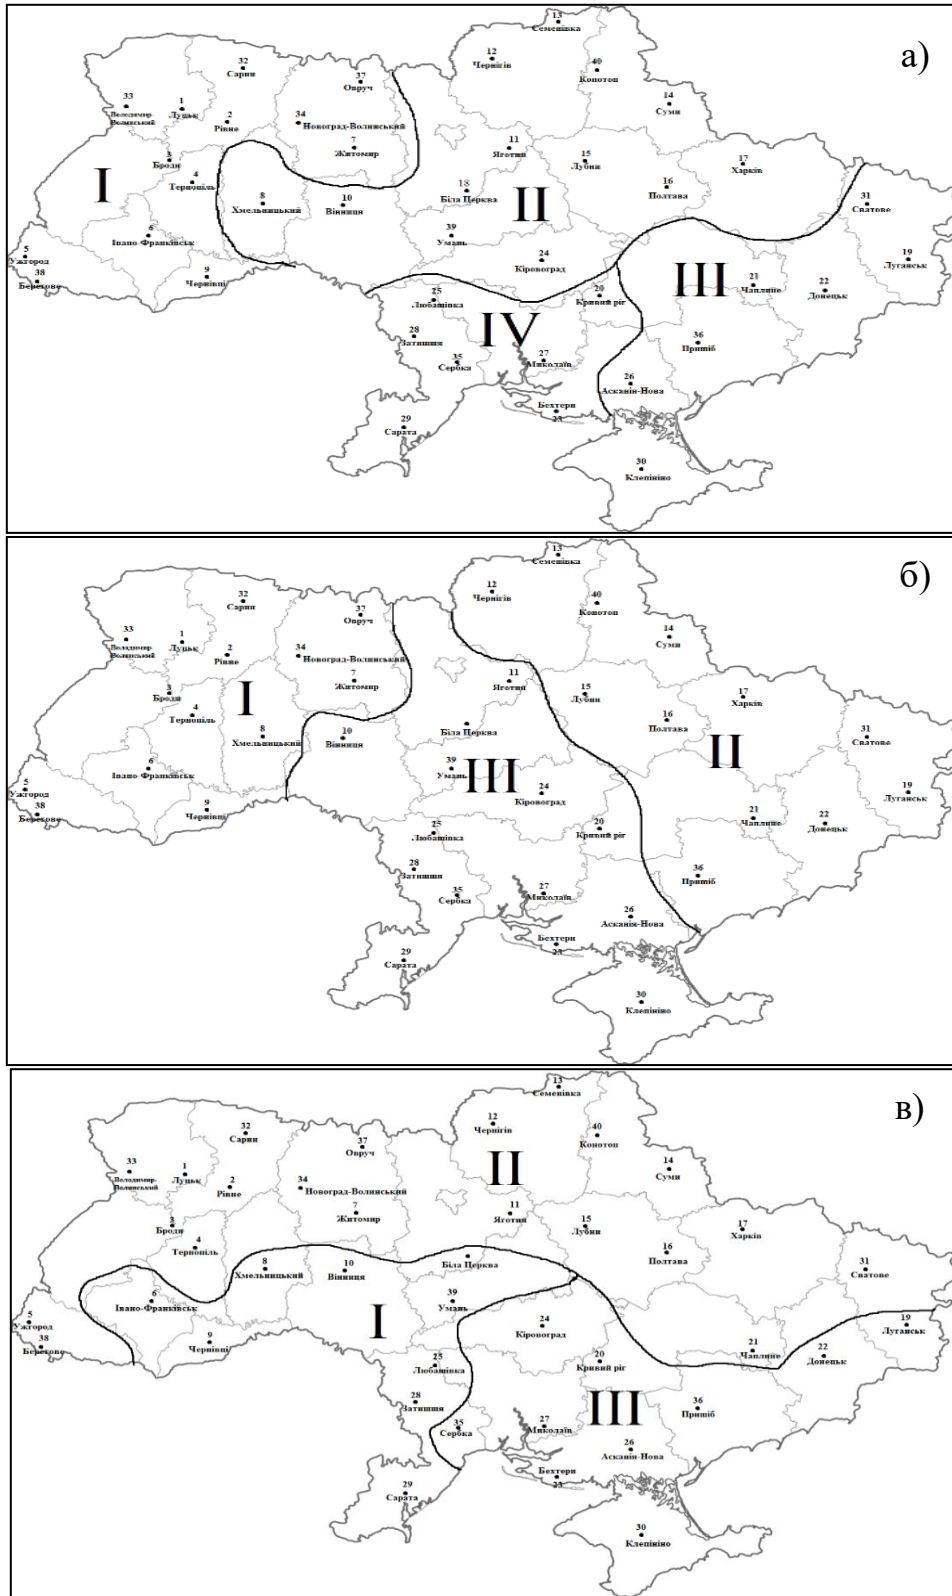 а)
13
Семенівка
12
Чернігів
40
Конотоп
32
Сарни
37
Овруч
33
Володимир-
Волинський
1
Луцьк
2
Рівне
34
Новоград-Волинський
7
Житомир
14
Суми
11
Яготин
15
Лубни
17
Харків
3
Броди
4
Тернопіль
I
8
Хмельницький
10
Вінниця
18
Біла Церква
II
16
Полтава
31
Сватове
6
Івано-Франківськ
39
Умань
5
Ужгород
38
Берегове
9
Чернівці
24
Кіровоград
III
19
Луганськ
21
Чаплине
22
Донецьк
25
Любашівка
20
Кривий ріг
IV
28
Затишшя
35
Сербка
27
Миколаїв
36
Пришиб
26
Асканія-Нова
Бехтери
23
29
Сарата
30
Клепініно
б)
13
Семенівка
12
Чернігів
40
Конотоп
32
Сарни
37
Овруч
33
Володимир-
Волинський
1
Луцьк
2
Рівне
34
Новоград-Волинський
7
Житомир
14
Суми
11
Яготин
15
Лубни
17
Харків
3
Броди
4
Тернопіль
I
8
Хмельницький
10
Вінниця
Біла Церква
16
Полтава
II
31
Сватове
6
Івано-Франківськ
39
Умань
III
5
Ужгород
38
Берегове
9
Чернівці
24
Кіровоград
19
Луганськ
21
Чаплине
22
Донецьк
25
Любашівка
20
Кривий ріг
28
Затишшя
35
Сербка
27
Миколаїв
36
Пришиб
26
Асканія-Нова
Бехтери
23
29
Сарата
30
Клепініно
в)
13
Семенівка
12
Чернігів
40
Конотоп
32
Сарни
37
Овруч
II
33
Володимир-
Волинський
1
Луцьк
2
Рівне
34
Новоград-Волинський
7
Житомир
14
Суми
11
Яготин
15
Лубни
17
Харків
3
Броди
4
Тернопіль
8
Хмельницький
10
Вінниця
Біла Церква
16
Полтава
31
Сватове
6
Івано-Франківськ
39
Умань
I
5
Ужгород
38
Берегове
9
Чернівці
24
Кіровоград
19
Луганськ
21
Чаплине
22
Донецьк
25
Любашівка
20
Кривий ріг
III
28
Затишшя
35
Сербка
27
Миколаїв
36
Пришиб
26
Асканія-Нова
Бехтери
23
29
Сарата
30
Клепініно